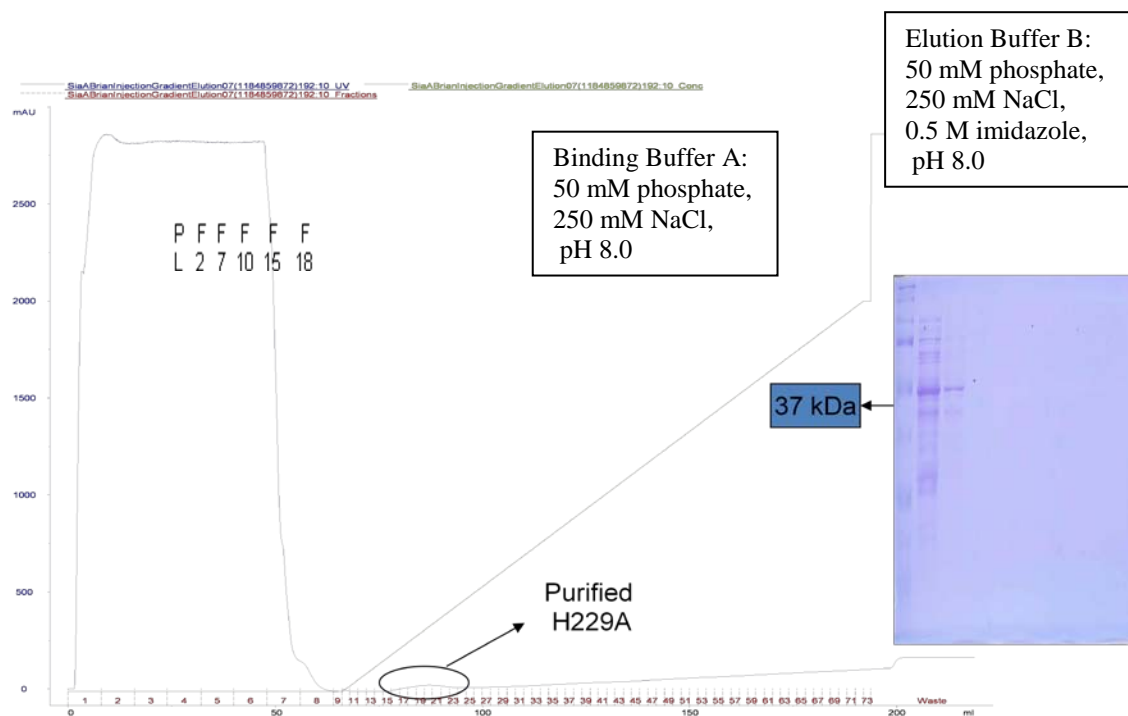 Elution Buffer B:
50 mM phosphate,
250 mM NaCl,
0.5 M imidazole,
pH 8.0
SiaABrianInjectionGradientElution07(1184859872)192:10_UV
SiaABrianInjectionGradientElution07(1184859872)192:10_Conc
SiaABrianInjectionGradientElution07(1184859872)192:10_Fractions
mAU
Binding Buffer A:
50 mM phosphate,
250 mM NaCl,
pH 8.0
P F F F F F
L 2 7 10 15 18
2500
2000
1500
1000
500
0
37 kDa
Purified
H229A
1 2 3 4 5 6 7 8 9 11 13 15 17 19 21 23 25 27 29 31 33 35 37 39 41 43 45 47 49 51 53 55 57 59 61 63 65 67 69 71 73 Waste
0 50 100 150 200 ml